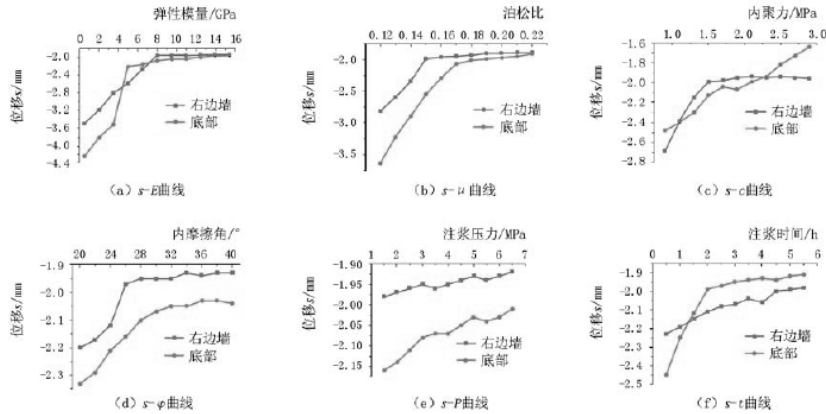 弹性模量/GPa
0 2 4 6 8 10 12 14 16
-2.0
-2.4
-2.8
-3.2
-3.6
-4.0
-4.4
位移s/mm
右边墙
底部
(a) s-E曲线
泊松比
0.12 0.14 0.16 0.18 0.20 0.22
-2.0
-2.5
-3.0
-3.5
位移s/mm
右边墙
底部
(b) s-μ曲线
内聚力/MPa
1.0 1.5 2.0 2.5 3.0
-1.6
-1.8
-2.0
-2.2
-2.4
-2.6
-2.8
位移s/mm
右边墙
底部
(c) s-c曲线
内摩擦角/°
20 24 28 32 36 40
-1.9
-2.0
-2.1
-2.2
-2.3
位移s/mm
右边墙
底部
(d) s-φ曲线
注浆压力/MPa
1 2 3 4 5 6 7
-1.90
-1.95
-2.00
-2.05
-2.10
-2.15
位移s/mm
右边墙
底部
(e) s-P曲线
注浆时间/h
0 1 2 3 4 5 6
-1.9
-2.0
-2.1
-2.2
-2.3
-2.4
-2.5
位移s/mm
右边墙
底部
(f) s-t曲线